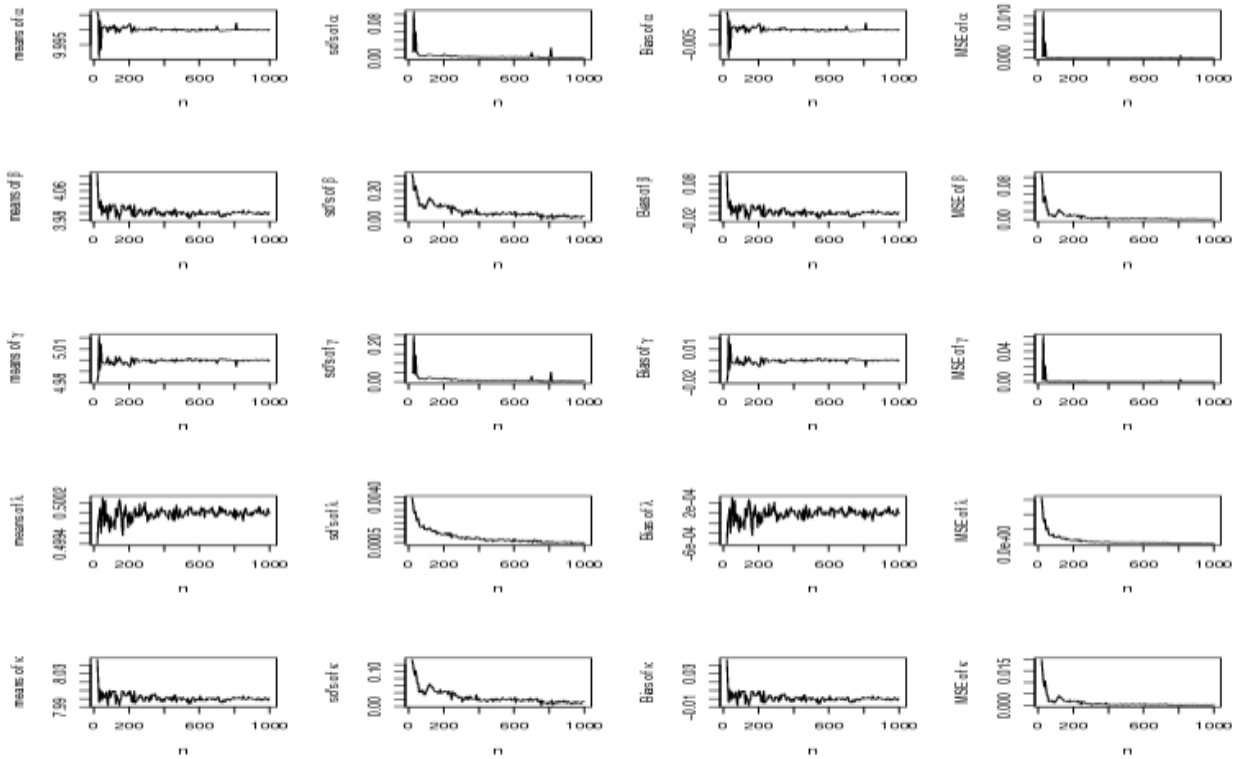 means of α
9.995
0 200 600 1000
n
sd's of α
0.00 0.08
0 200 600 1000
n
Bias of α
-0.005
0 200 600 1000
n
MSE of α
0.000 0.010
0 200 600 1000
n
means of β
3.98 4.06
0 200 600 1000
n
sd's of β
0.00 0.20
0 200 600 1000
n
Bias of β
-0.02 0.08
0 200 600 1000
n
MSE of β
0.00 0.08
0 200 600 1000
n
means of γ
4.98 5.01
0 200 600 1000
n
sd's of γ
0.00 0.20
0 200 600 1000
n
Bias of γ
-0.02 0.01
0 200 600 1000
n
MSE of γ
0.00 0.04
0 200 600 1000
n
means of λ
0.4994 0.5002
0 200 600 1000
n
sd's of λ
0.0005 0.0040
0 200 600 1000
n
Bias of λ
-6e-04 2e-04
0 200 600 1000
n
MSE of λ
0.0e+00
0 200 600 1000
n
means of κ
7.99 8.03
0 200 600 1000
n
sd's of κ
0.00 0.10
0 200 600 1000
n
Bias of κ
-0.01 0.03
0 200 600 1000
n
MSE of κ
0.000 0.015
0 200 600 1000
n